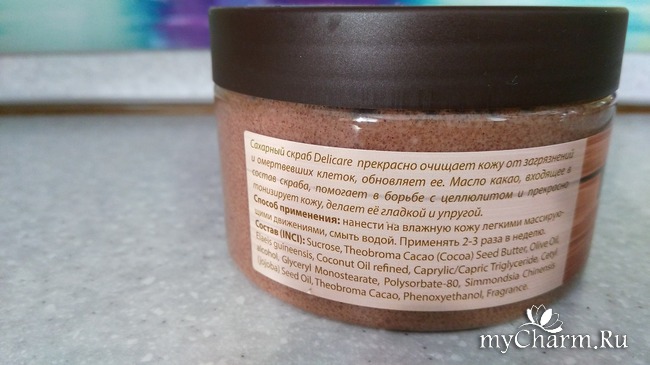 Сахарный скраб Delicare прекрасно очищает кожу от загрязнений
и омертвевших клеток, обновляет ее. Масло какао, входящее в
состав скраба, помогает в борьбе с целлюлитом и прекрасно
тонизирует кожу, делает её гладкой и упругой.
Способ применения: нанести на влажную кожу легкими массирую-
щими движениями, смыть водой. Применять 2-3 раза в неделю.
Состав (INCI): Sucrose, Theobroma Cacao (Cocoa) Seed Butter, Olive Oil,
Elaeis guineensis, Coconut Oil refined, Caprylic/Capric Triglyceride, Cetyl
alcohol, Glyceryl Monostearate, Polysorbate-80, Simmondsia Chinensis
(Jojoba) Seed Oil, Theobroma Cacao, Phenoxyethanol, Fragrance.
myCharm.Ru